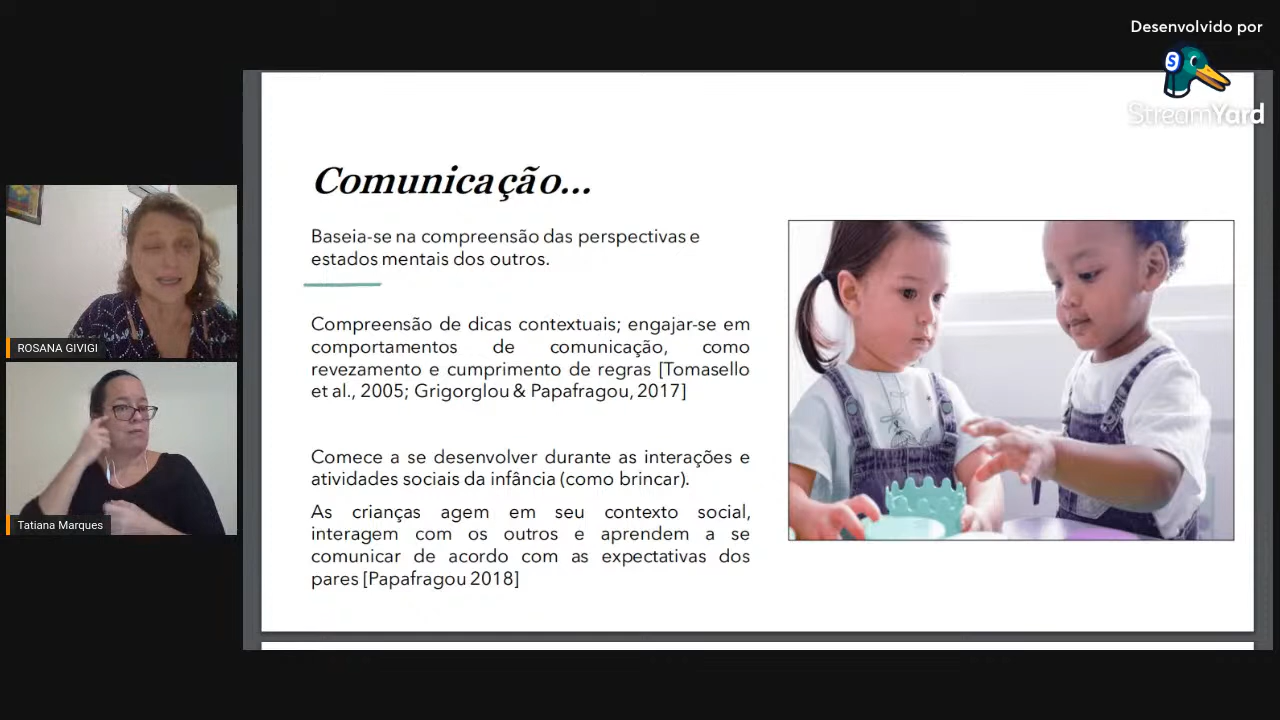 Desenvolvido por
S
StreamYard
Comunicação...
Baseia-se na compreensão das perspectivas e
estados mentais dos outros.
Compreensão de dicas contextuais; engajar-se em
comportamentos de comunicação, como
revezamento e cumprimento de regras [Tomasello
et al., 2005; Grigorglou & Papafragou, 2017]
Comece a se desenvolver durante as interações e
atividades sociais da infância (como brincar).
As crianças agem em seu contexto social,
interagem com os outros e aprendem a se
comunicar de acordo com as expectativas dos
pares [Papafragou 2018]
ROSANA GIVIGI
Tatiana Marques